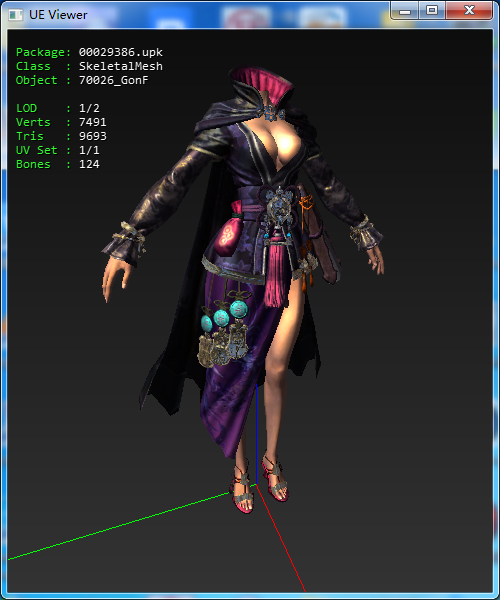 UE Viewer
Package: 00029386.upk
Class  : SkeletalMesh
Object : 70026_GonF
LOD    : 1/2
Verts  : 7491
Tris   : 9693
UV Set : 1/1
Bones  : 124